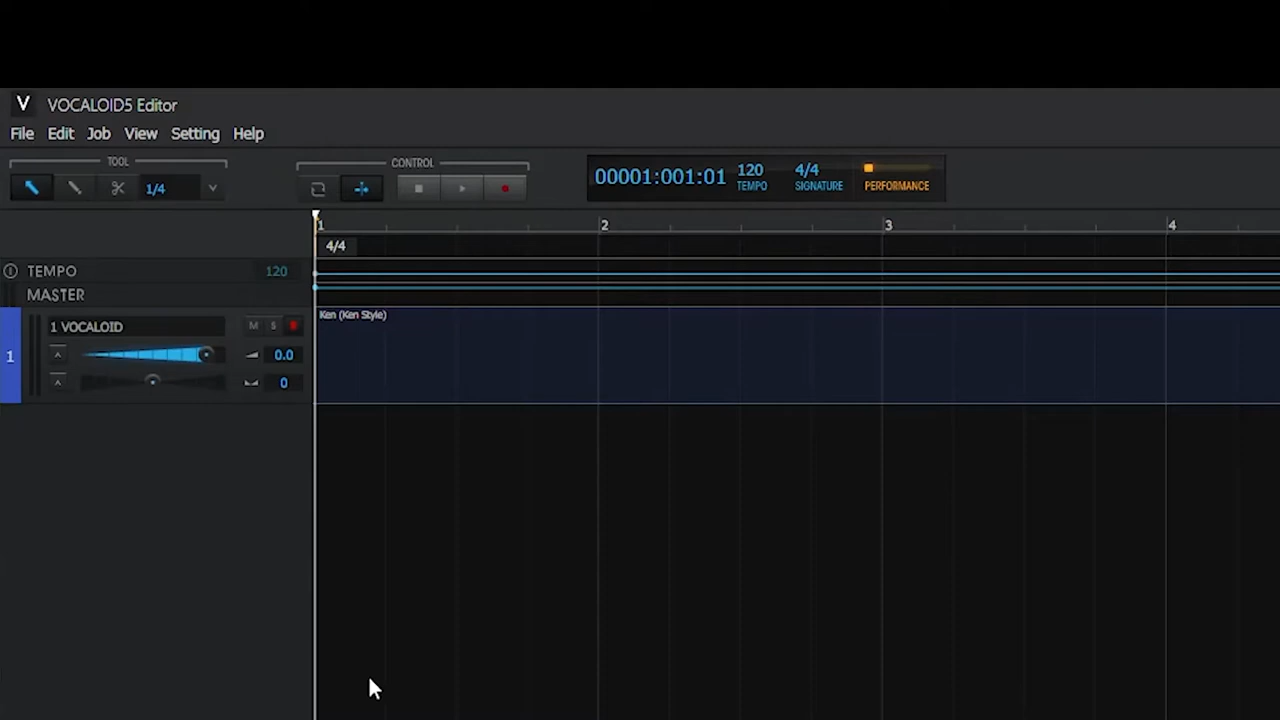 V VOCALOID5 Editor
File Edit Job View Setting Help
TOOL CONTROL
1/4
00001:001:01 120 4/4
TEMPO SIGNATURE PERFORMANCE
1 2 3 4
4/4
TEMPO 120
MASTER
Ken (Ken Style)
1 VOCALOID M S
1
0.0
0